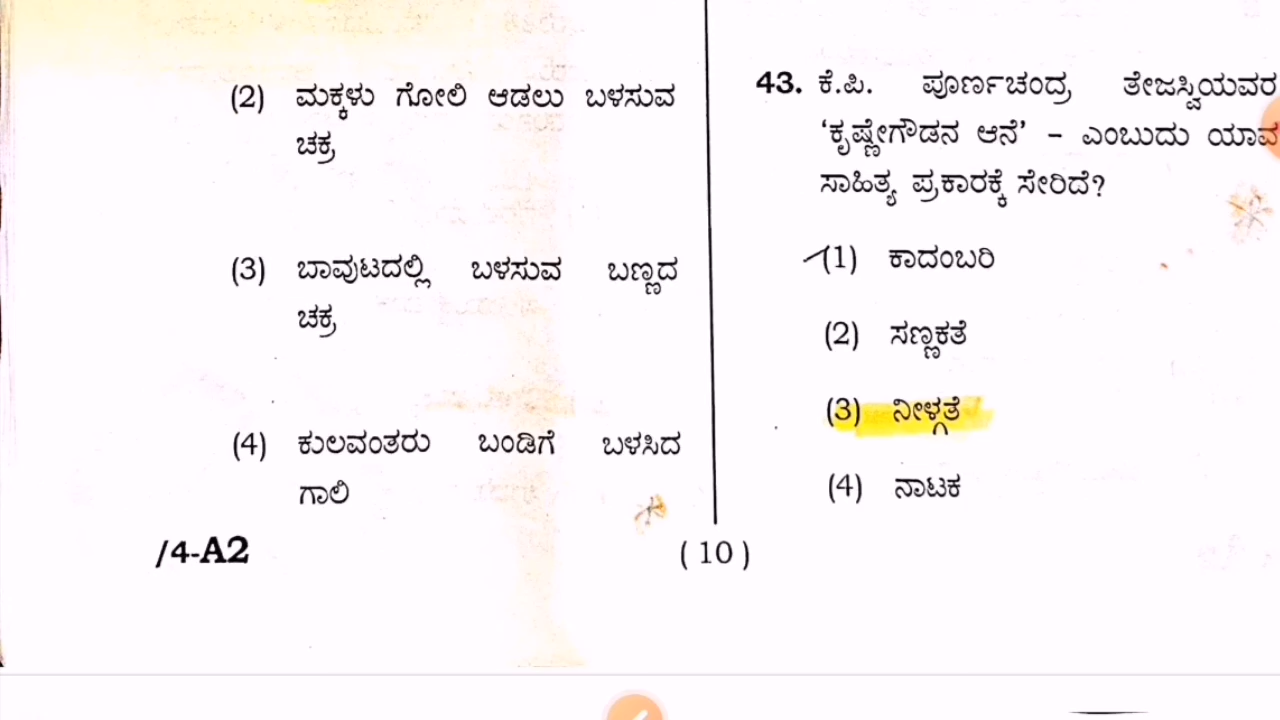 (2) ಮಕ್ಕಳು ಗೋಲಿ ಆಡಲು ಬಳಸುವ
ಚಕ್ರ
(3) ಬಾವುಟದಲ್ಲಿ ಬಳಸುವ ಬಣ್ಣದ
ಚಕ್ರ
(4) ಕುಲವಂತರು ಬಂಡಿಗೆ ಬಳಸಿದ
ಗಾಲಿ
43. ಕೆ.ಪಿ. ಪೂರ್ಣಚಂದ್ರ ತೇಜಸ್ವಿಯವರ
‘ಕೃಷ್ಣೇಗೌಡನ ಆನೆ’ – ಎಂಬುದು ಯಾವ
ಸಾಹಿತ್ಯ ಪ್ರಕಾರಕ್ಕೆ ಸೇರಿದೆ?
(1) ಕಾದಂಬರಿ
(2) ಸಣ್ಣಕತೆ
(3) ನೀಳ್ಗತೆ
(4) ನಾಟಕ
/4-A2
( 10 )